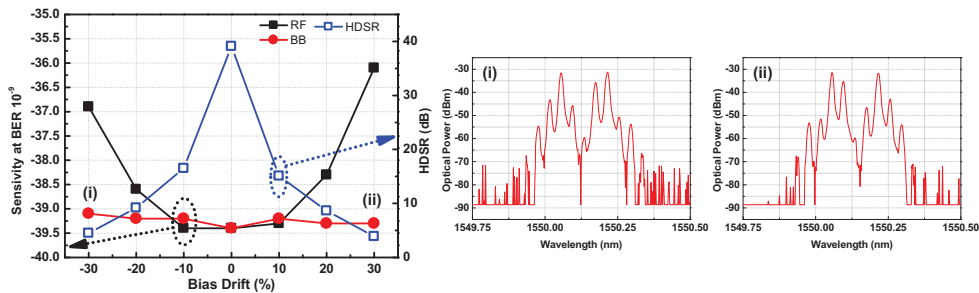 RF
HDSR
BB
Sensitivity at BER 10⁻⁹
-35.0
-35.5
-36.0
-36.5
-37.0
-37.5
-38.0
-38.5
-39.0
-39.5
-40.0
(i)
(ii)
40
30
20
10
0
HDSR (dB)
-30 -20 -10 0 10 20 30
Bias Drift (%)
(i)
Optical Power (dBm)
-30
-40
-50
-60
-70
-80
-90
1549.75 1550.00 1550.25 1550.50
Wavelength (nm)
(ii)
Optical Power (dBm)
-30
-40
-50
-60
-70
-80
-90
1549.75 1550.00 1550.25 1550.50
Wavelength (nm)